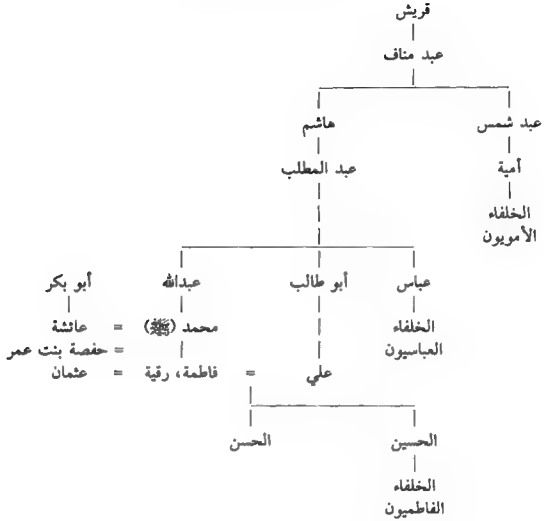 قريش
عبد مناف
عبد شمس هاشم
أمية عبد المطلب
الخلفاء
الأمويون
عباس أبو طالب عبدالله أبو بكر
الخلفاء محمد (ﷺ) = عائشة
العباسيون = حفصة بنت عمر
علي = فاطمة، رقية = عثمان
الحسين الحسن
الخلفاء
الفاطميون